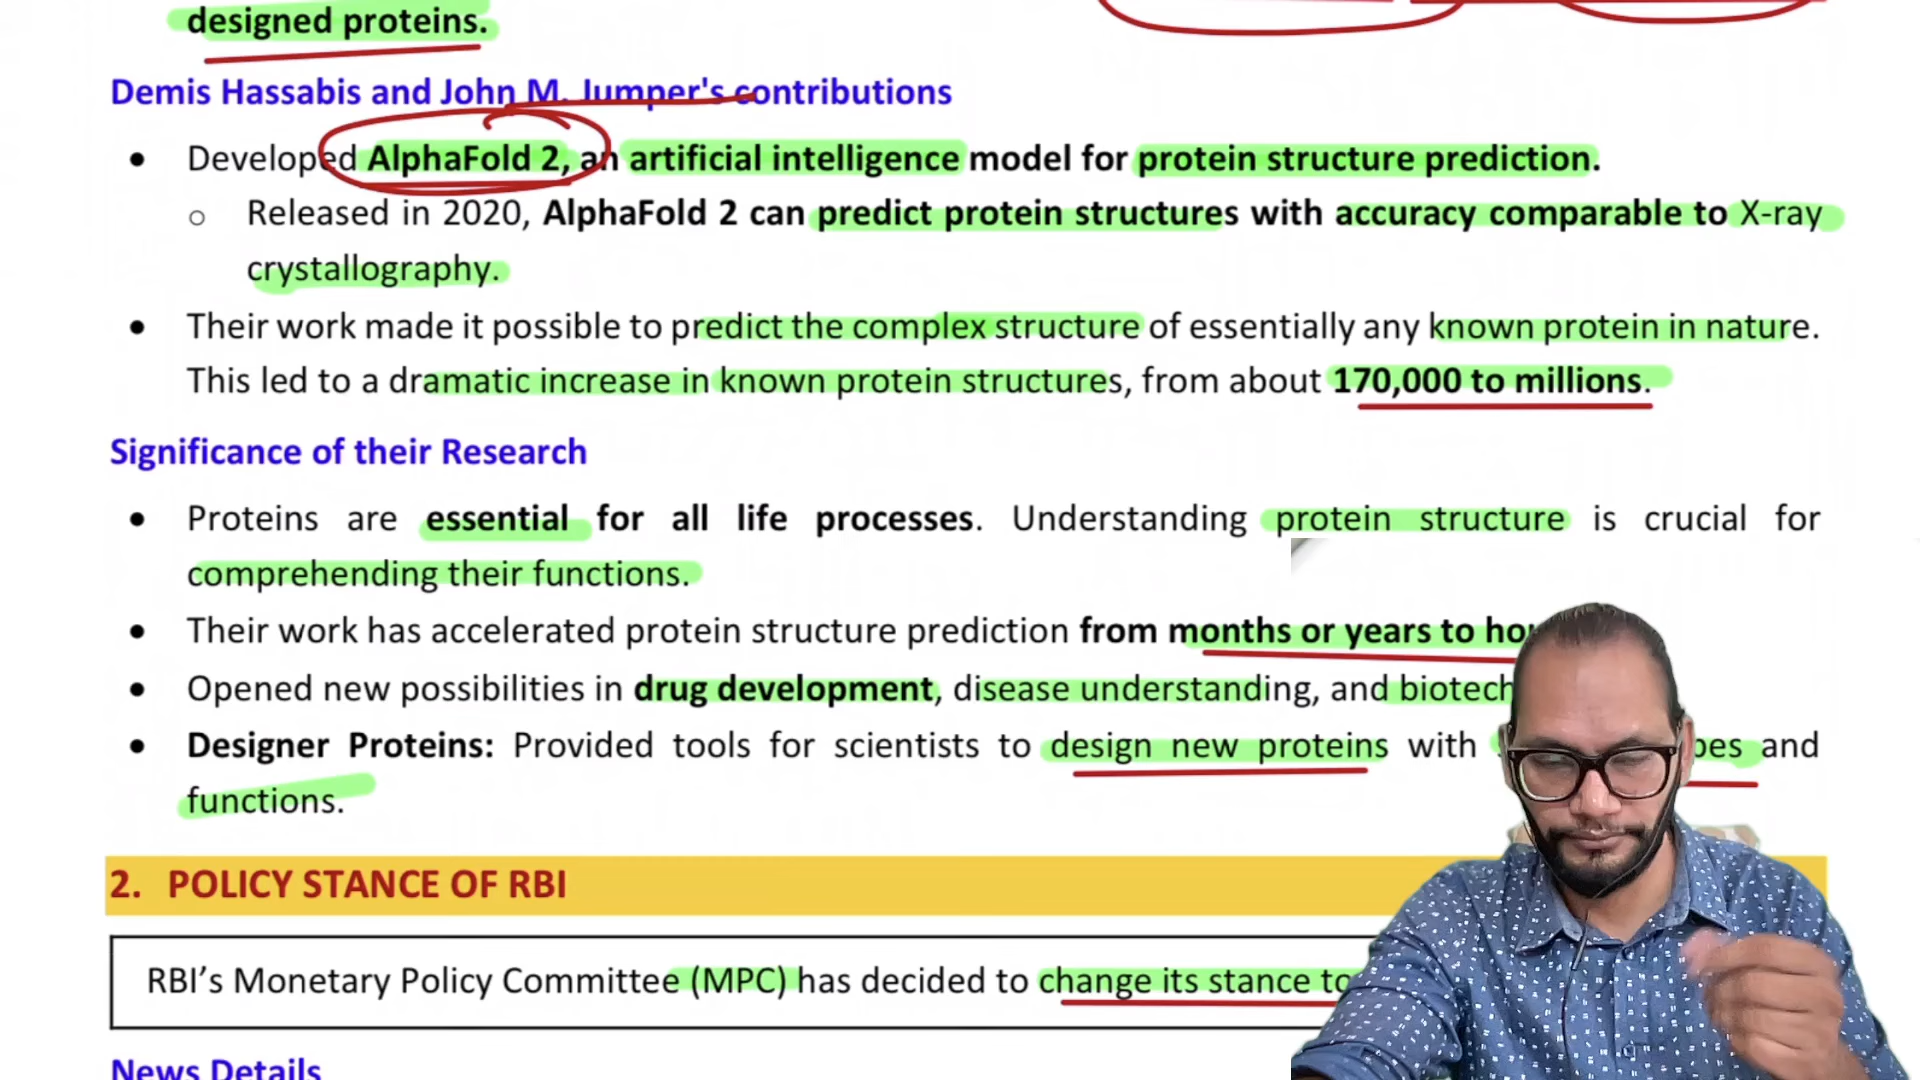 designed proteins.
Demis Hassabis and John M. Jumper's contributions
• Developed AlphaFold 2, an artificial intelligence model for protein structure prediction.
o Released in 2020, AlphaFold 2 can predict protein structures with accuracy comparable to X-ray
crystallography.
• Their work made it possible to predict the complex structure of essentially any known protein in nature.
This led to a dramatic increase in known protein structures, from about 170,000 to millions.
Significance of their Research
• Proteins are essential for all life processes. Understanding protein structure is crucial for
comprehending their functions.
• Their work has accelerated protein structure prediction from months or years to
• Opened new possibilities in drug development, disease understanding, and
• Designer Proteins: Provided tools for scientists to design new proteins with and
functions.
2. POLICY STANCE OF RBI
RBI’s Monetary Policy Committee (MPC) has decided to change its stance to
News Details